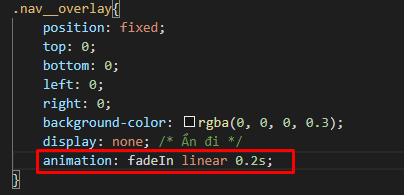 .nav__overlay{
position: fixed;
top: 0;
bottom: 0;
left: 0;
right: 0;
background-color: rgba(0, 0, 0, 0.3);
display: none; /* Ẩn đi */
animation: fadeIn linear 0.2s;
}